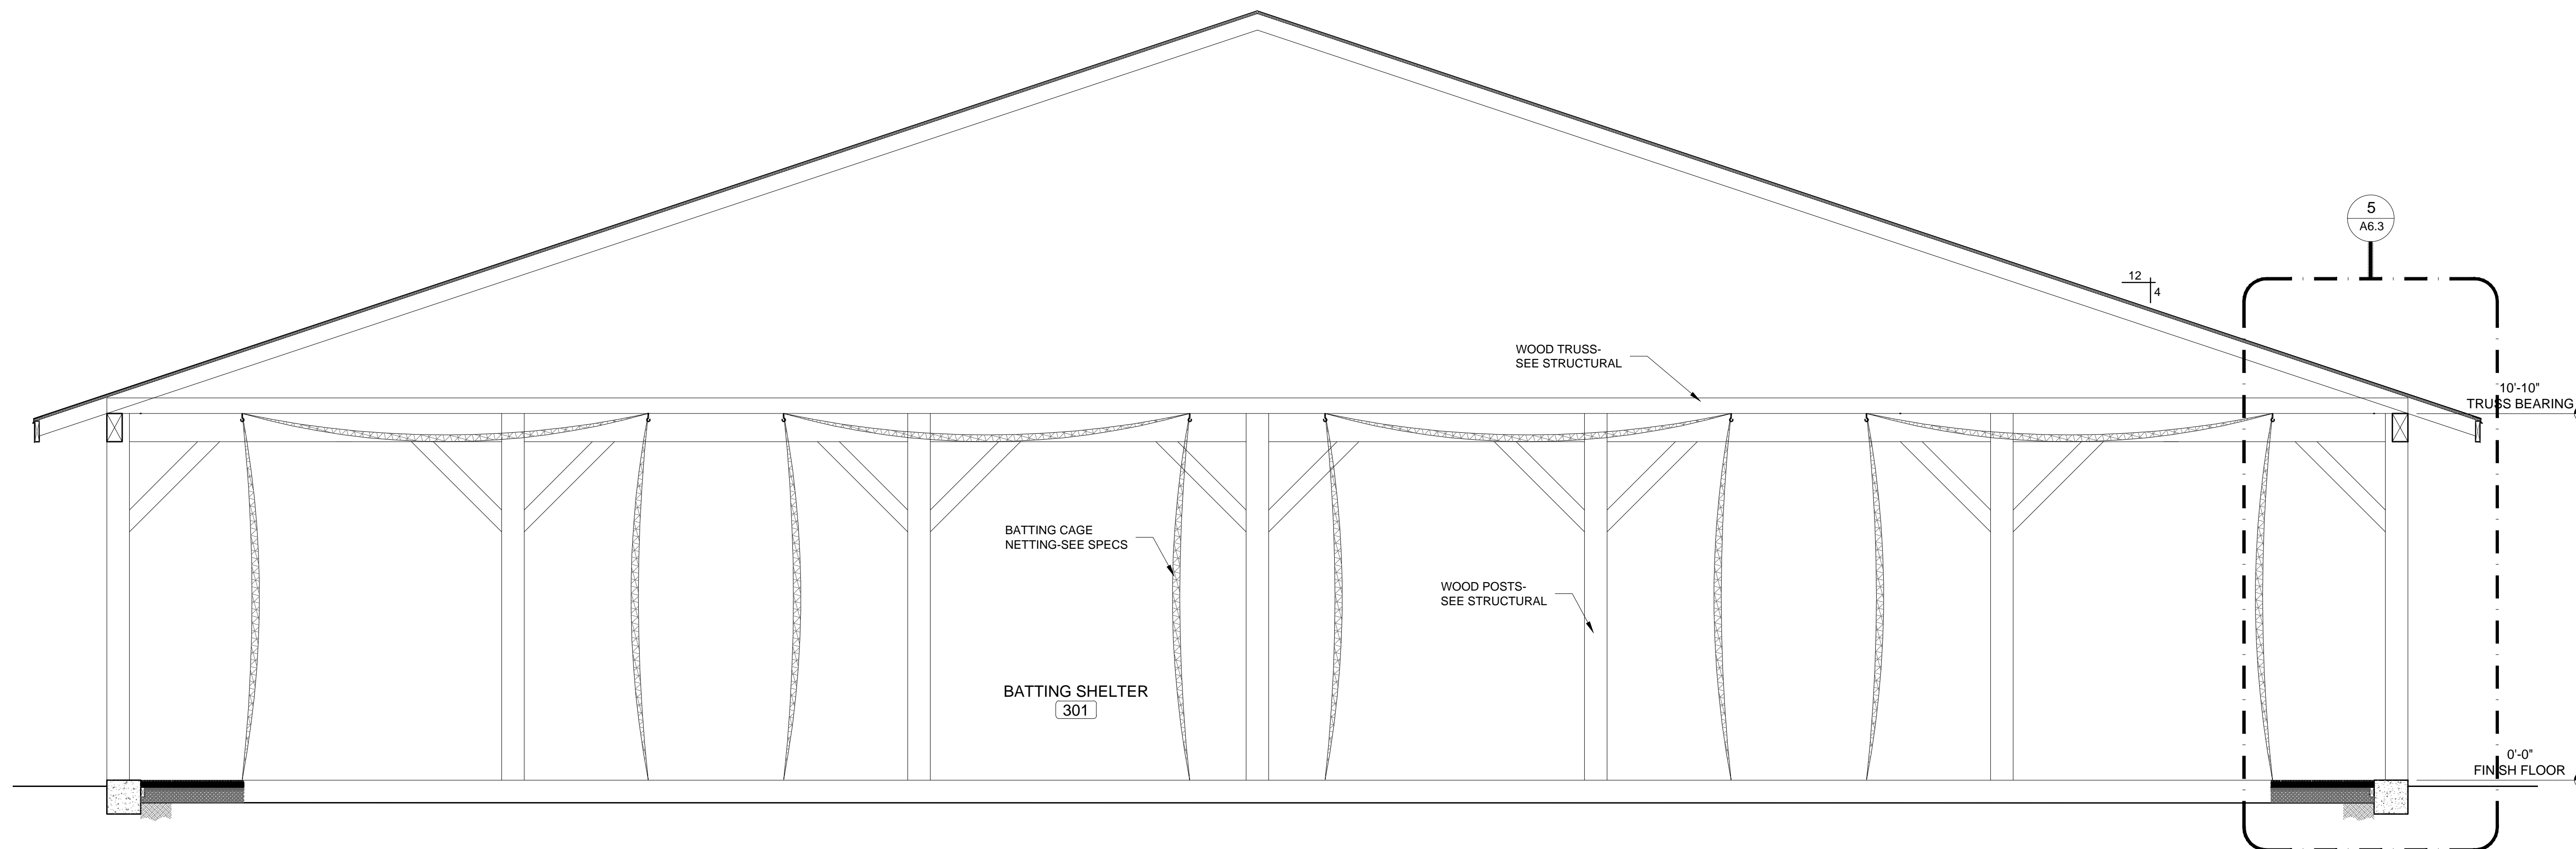 5
A6.3
12
4
WOOD TRUSS-
SEE STRUCTURAL
10'-10"
TRUSS BEARING
BATTING CAGE
NETTING-SEE SPECS
WOOD POSTS-
SEE STRUCTURAL
BATTING SHELTER
301
0'-0"
FINISH FLOOR